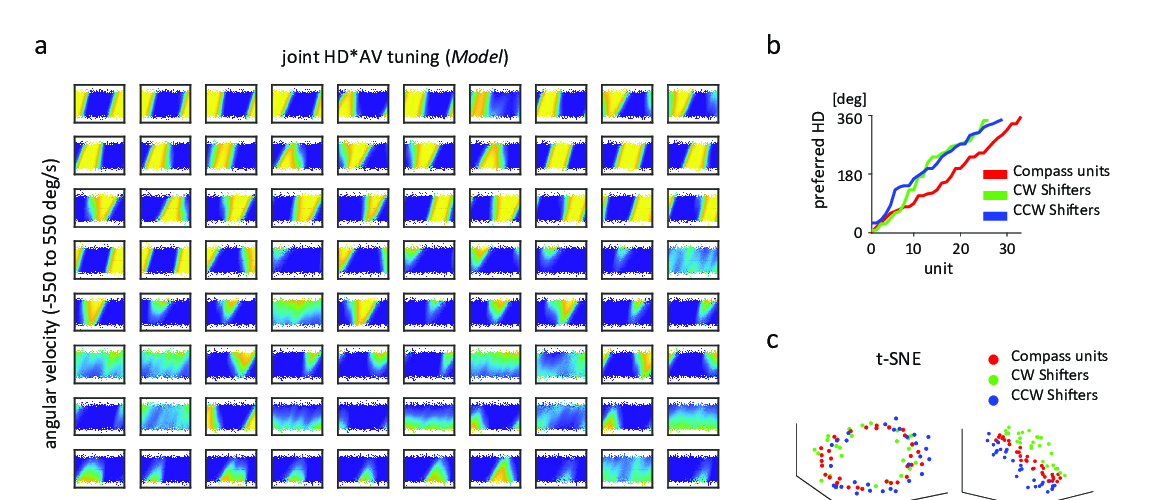 a
joint HD*AV tuning (Model)
angular velocity (-550 to 550 deg/s)
b
[deg]
360
180
0
preferred HD
0
10
20
30
unit
Compass units
CW Shifters
CCW Shifters
c
t-SNE
Compass units
CW Shifters
CCW Shifters